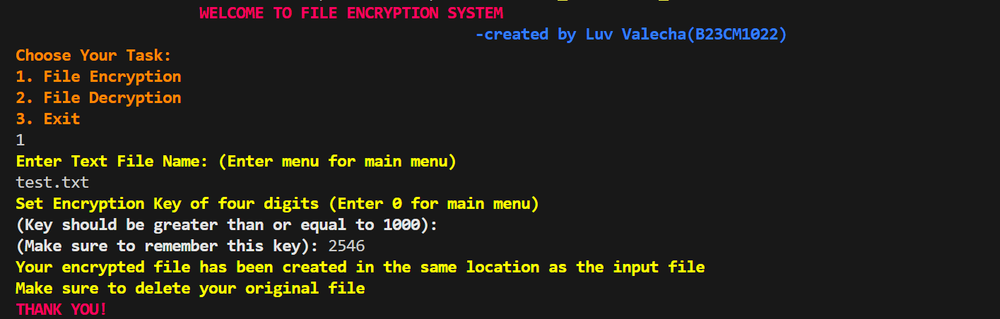 WELCOME TO FILE ENCRYPTION SYSTEM
-created by Luv Valecha(B23CM1022)
Choose Your Task:
1. File Encryption
2. File Decryption
3. Exit
1
Enter Text File Name: (Enter menu for main menu)
test.txt
Set Encryption Key of four digits (Enter 0 for main menu)
(Key should be greater than or equal to 1000):
(Make sure to remember this key): 2546
Your encrypted file has been created in the same location as the input file
Make sure to delete your original file
THANK YOU!